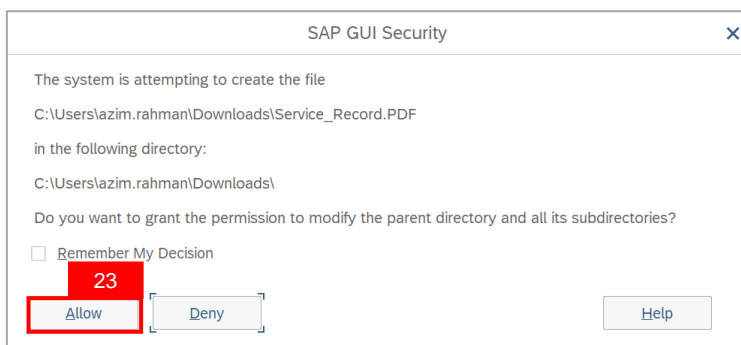 SAP GUI Security
The system is attempting to create the file
C:\Users\azim.rahman\Downloads\Service_Record.PDF
in the following directory:
C:\Users\azim.rahman\Downloads\
Do you want to grant the permission to modify the parent directory and all its subdirectories?
Remember My Decision
23
Allow Deny Help